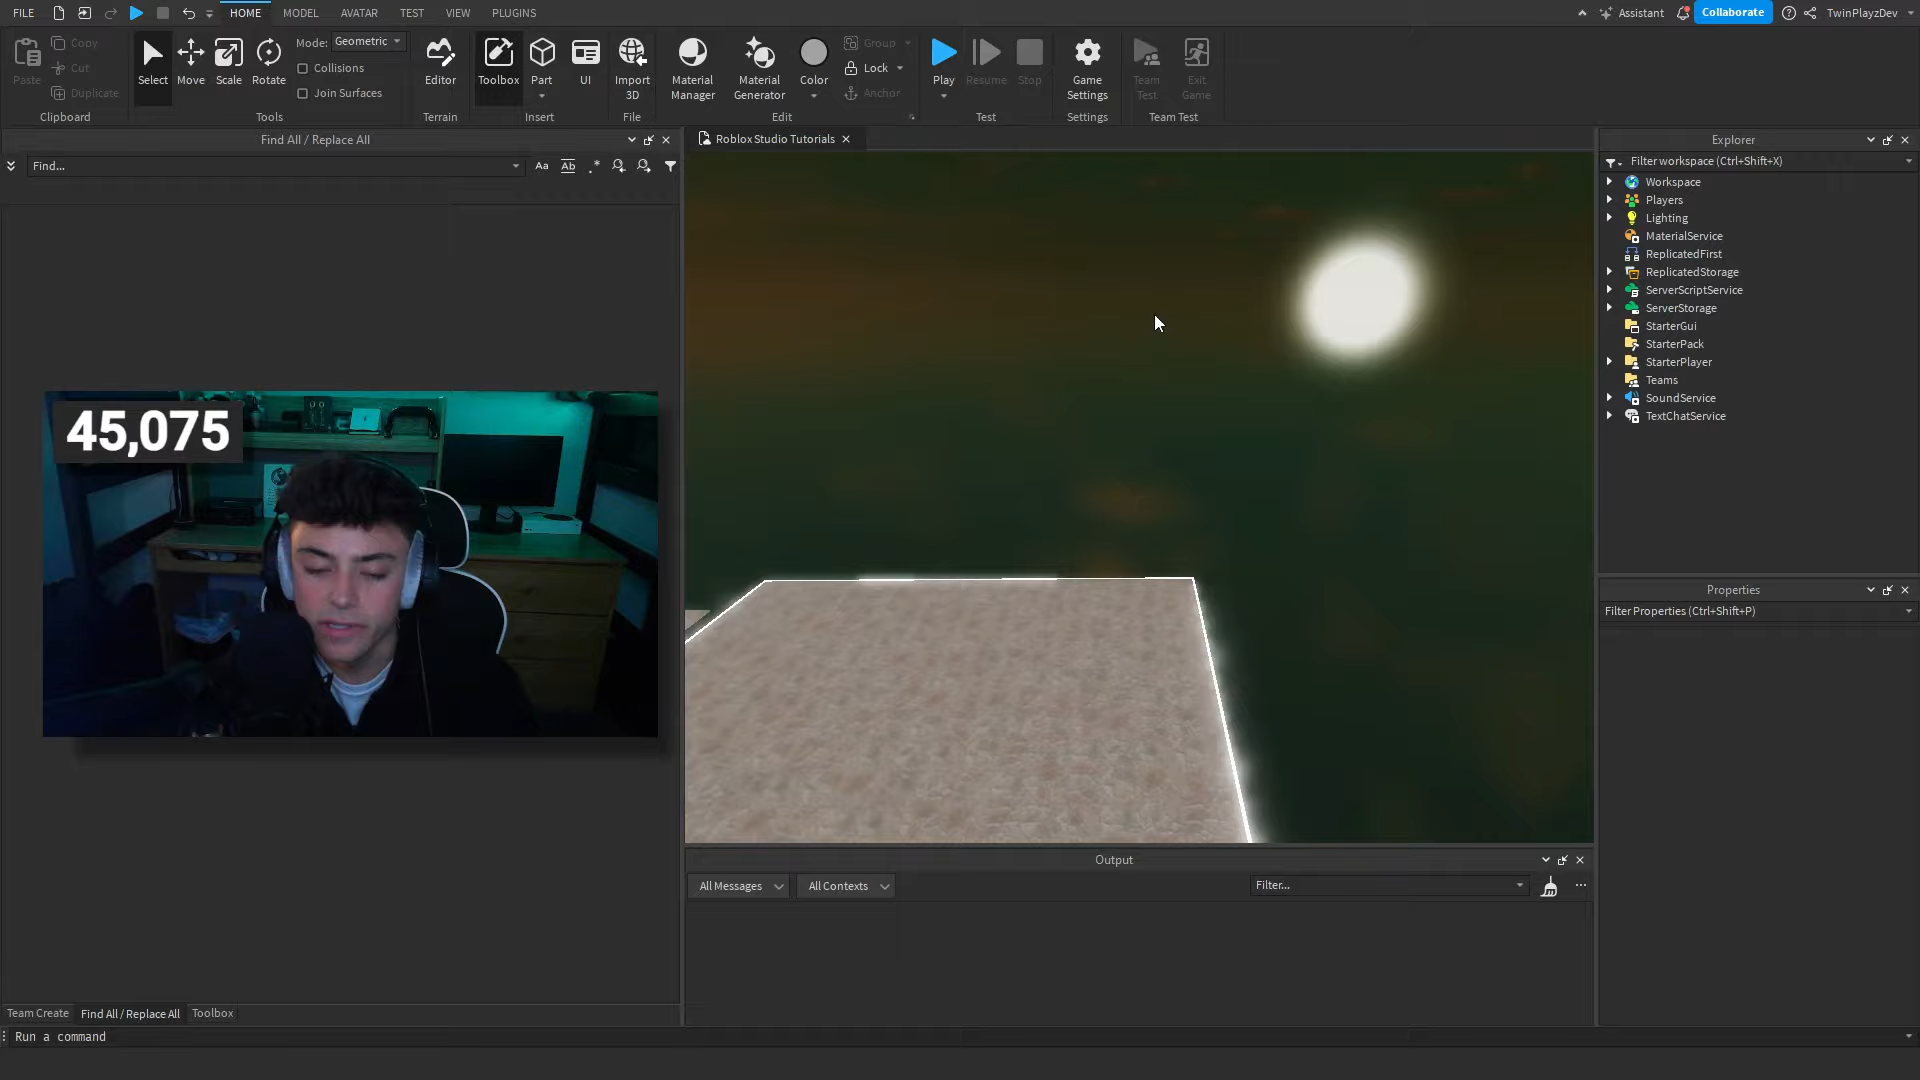 FILE HOME MODEL AVATAR TEST VIEW PLUGINS Assistant Collaborate TwinPlayzDev
Paste Copy Cut Duplicate
Clipboard
Select Move Scale Rotate
Mode: Geometric
Collisions
Join Surfaces
Tools
Editor
Terrain
Toolbox Part UI
Insert
Import 3D
File
Material Manager
Material Generator
Color
Group
Lock
Anchor
Edit
Play Resume Stop
Test
Game Settings
Settings
Team Test
Exit Game
Team Test
Find All / Replace All
Find...
Aa Ab .*
45,075
Team Create Find All / Replace All Toolbox
Run a command
Roblox Studio Tutorials
Output
All Messages All Contexts Filter...
Explorer
Filter workspace (Ctrl+Shift+X)
Workspace
Players
Lighting
MaterialService
ReplicatedFirst
ReplicatedStorage
ServerScriptService
ServerStorage
StarterGui
StarterPack
StarterPlayer
Teams
SoundService
TextChatService
Properties
Filter Properties (Ctrl+Shift+P)